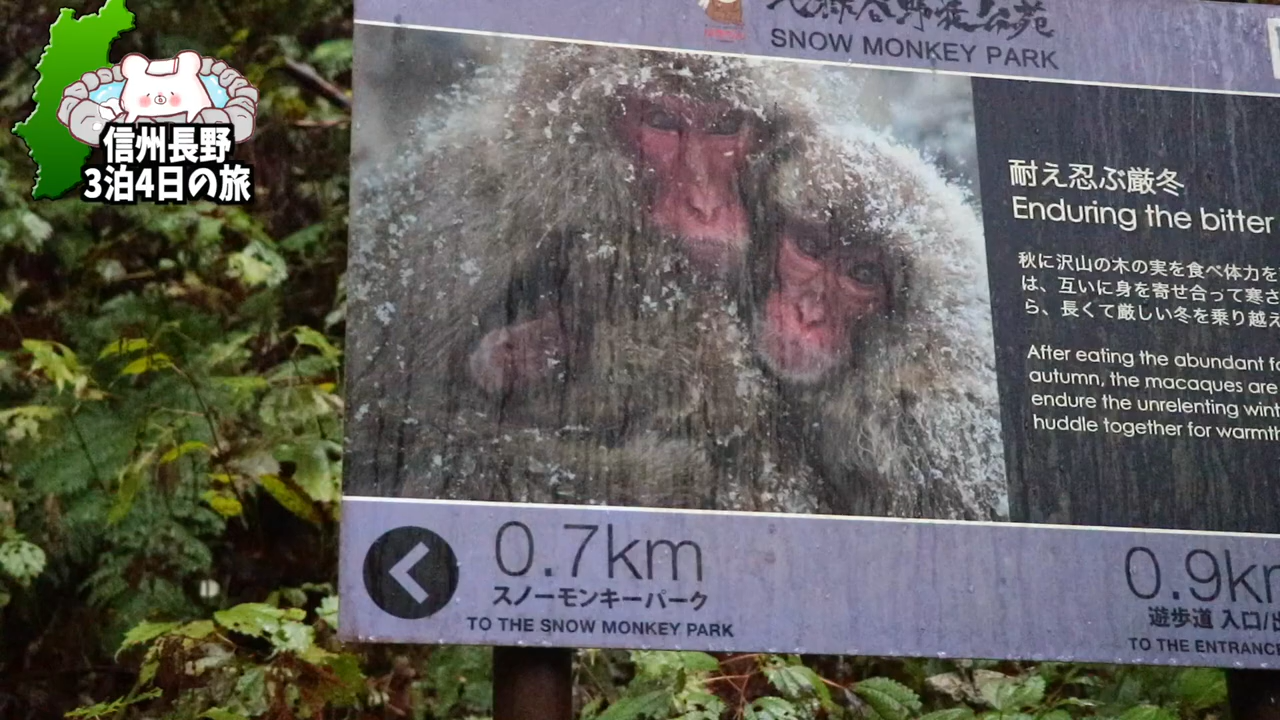 信州長野
3泊4日の旅
SNOW MONKEY PARK
耐え忍ぶ厳冬
Enduring the bitter
秋に沢山の木の実を食べ体力を
は、互いに身を寄せ合って寒さ
ら、長くて厳しい冬を乗り越え
After eating the abundant
autumn, the macaques are
endure the unrelenting
huddle together for warmth
0.7km
スノーモンキーパーク
TO THE SNOW MONKEY PARK
0.9k
遊歩道 入口/
TO THE ENTRANCE